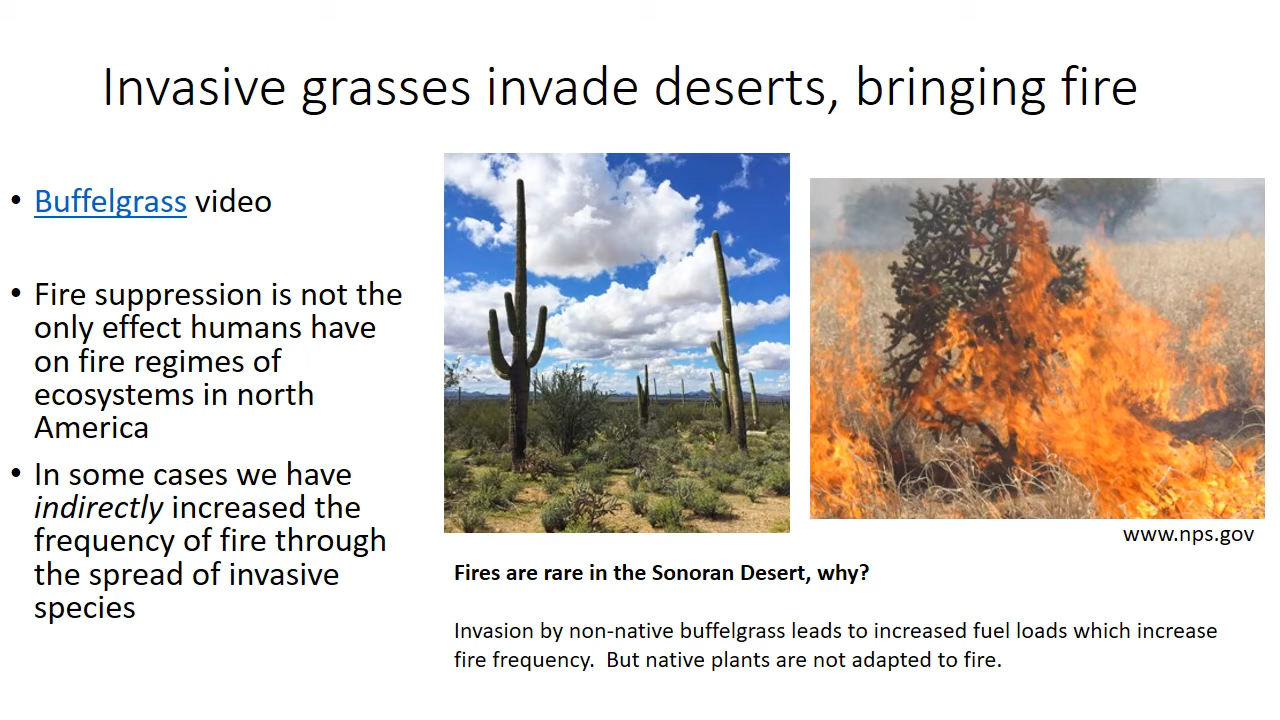 Invasive grasses invade deserts, bringing fire
• Buffelgrass video
• Fire suppression is not the
only effect humans have
on fire regimes of
ecosystems in north
America
• In some cases we have
indirectly increased the
frequency of fire through
the spread of invasive
species
www.nps.gov
Fires are rare in the Sonoran Desert, why?
Invasion by non-native buffelgrass leads to increased fuel loads which increase
fire frequency.  But native plants are not adapted to fire.